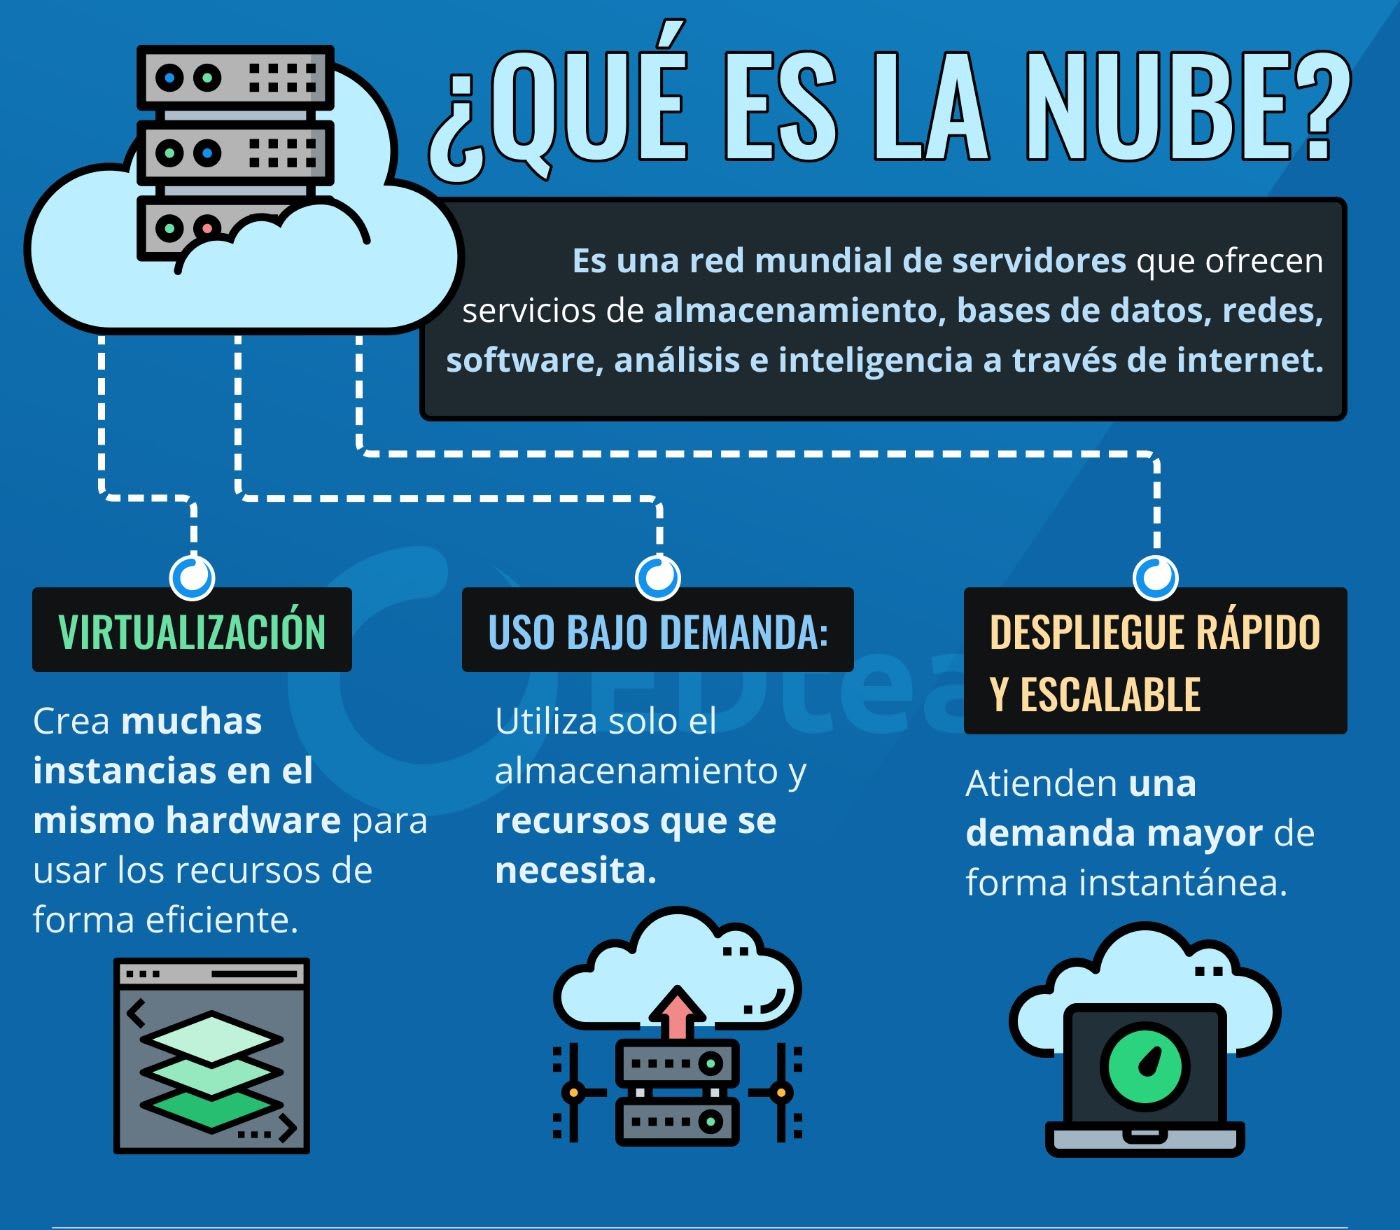 ¿QUÉ ES LA NUBE?
Es una red mundial de servidores que ofrecen
servicios de almacenamiento, bases de datos, redes,
software, análisis e inteligencia a través de internet.
VIRTUALIZACIÓN
Crea muchas
instancias en el
mismo hardware para
usar los recursos de
forma eficiente.
USO BAJO DEMANDA:
Utiliza solo el
almacenamiento y
recursos que se
necesita.
DESPLIEGUE RÁPIDO
Y ESCALABLE
Atienden una
demanda mayor de
forma instantánea.